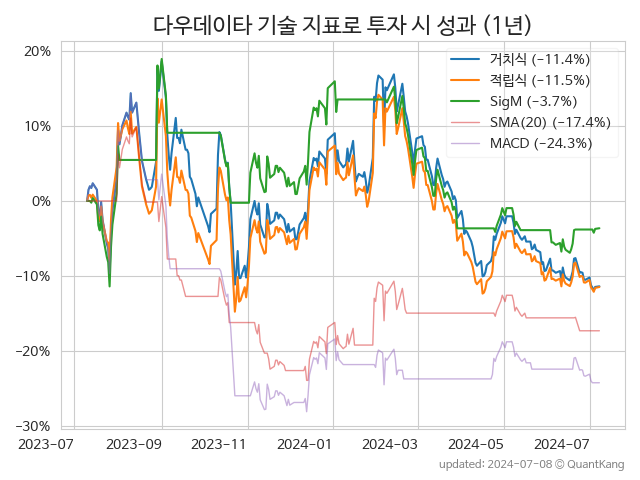 다우데이타 기술 지표로 투자 시 성과 (1년)
거치식 (−11.4%)
적립식 (−11.5%)
SigM (−3.7%)
SMA(20) (−17.4%)
MACD (−24.3%)
20%
10%
0%
−10%
−20%
−30%
2023-07 2023-09 2023-11 2024-01 2024-03 2024-05 2024-07
updated: 2024-07-08 © QuantKang